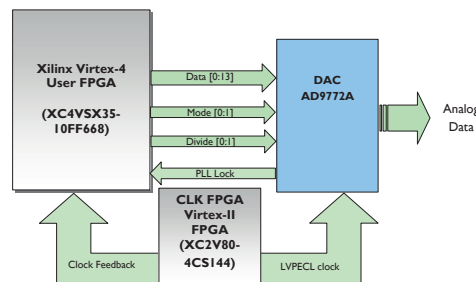 Xilinx Virtex-4
User FPGA
(XC4VSX35-
10FF668)
Data [0:13]
Mode [0:1]
Divide [0:1]
PLL Lock
DAC
AD9772A
Analog
Data
CLK FPGA
Virtex-II
FPGA
(XC2V80-
4CS144)
Clock Feedback
LVPECL clock